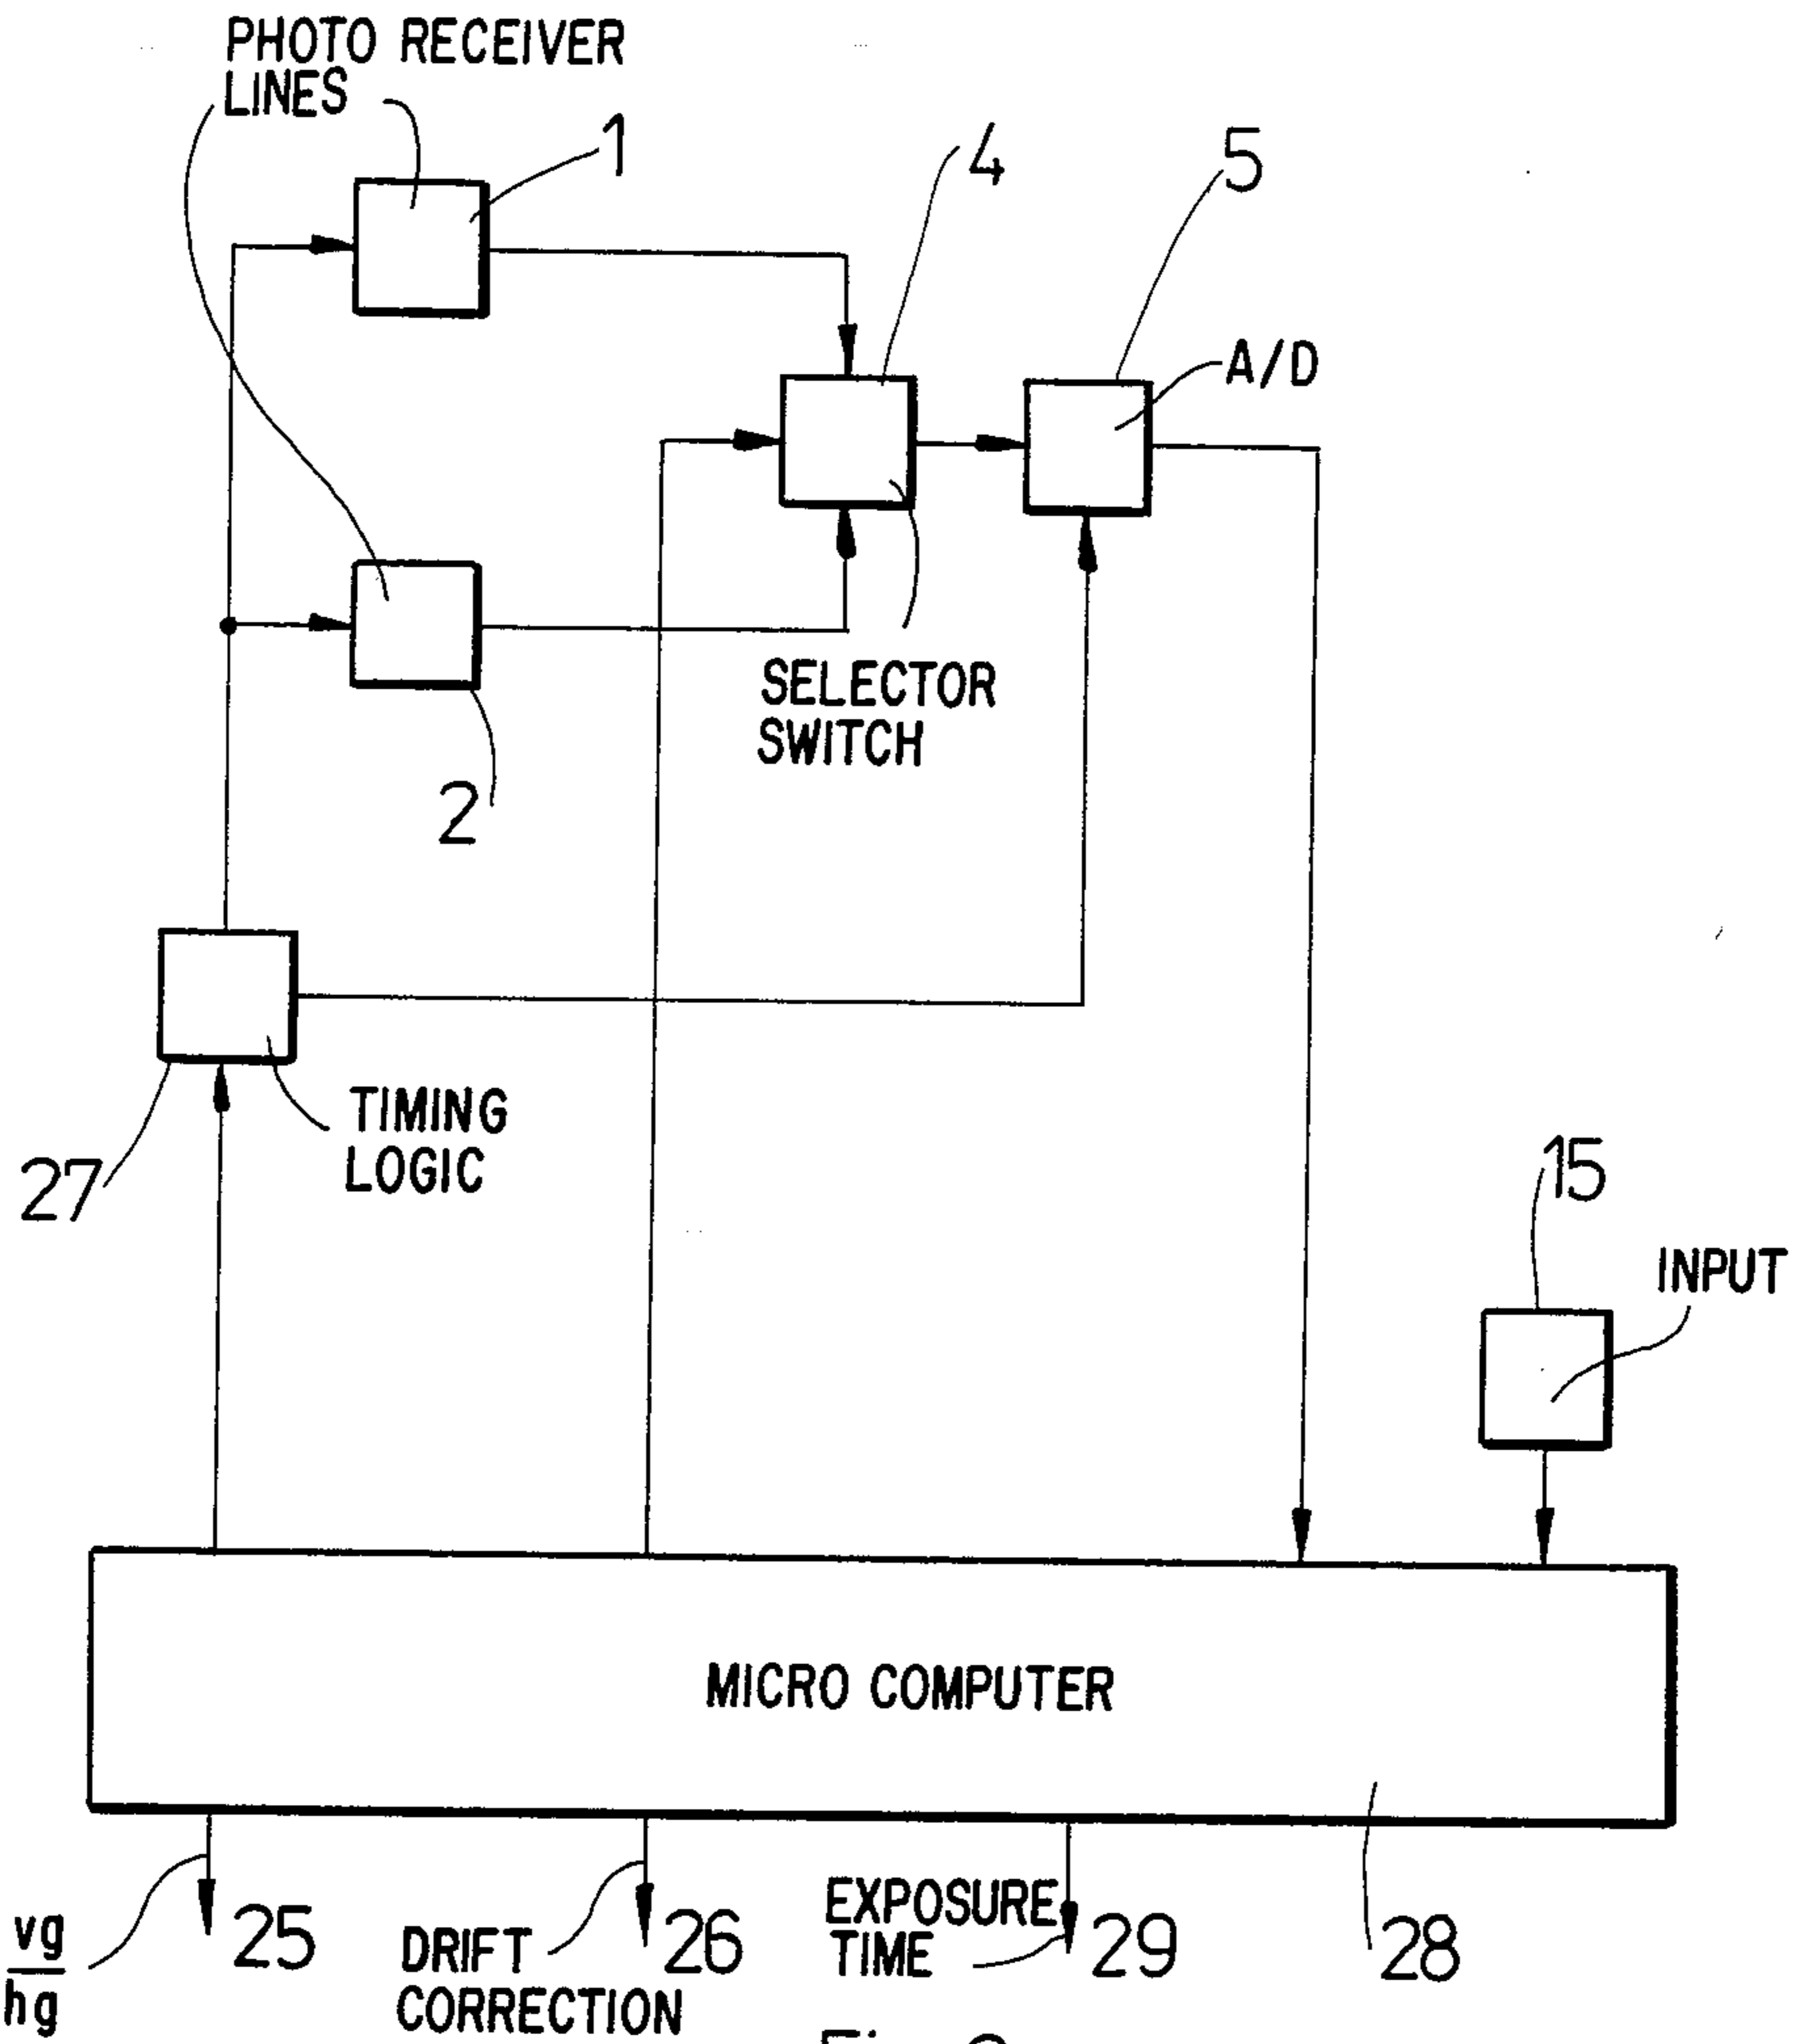 PHOTO RECEIVER
LINES
1
4
5
A/D
SELECTOR
SWITCH
2
TIMING
LOGIC
27
15
INPUT
MICRO COMPUTER
vg
hg
25
DRIFT
CORRECTION
26
EXPOSURE
TIME
29
28